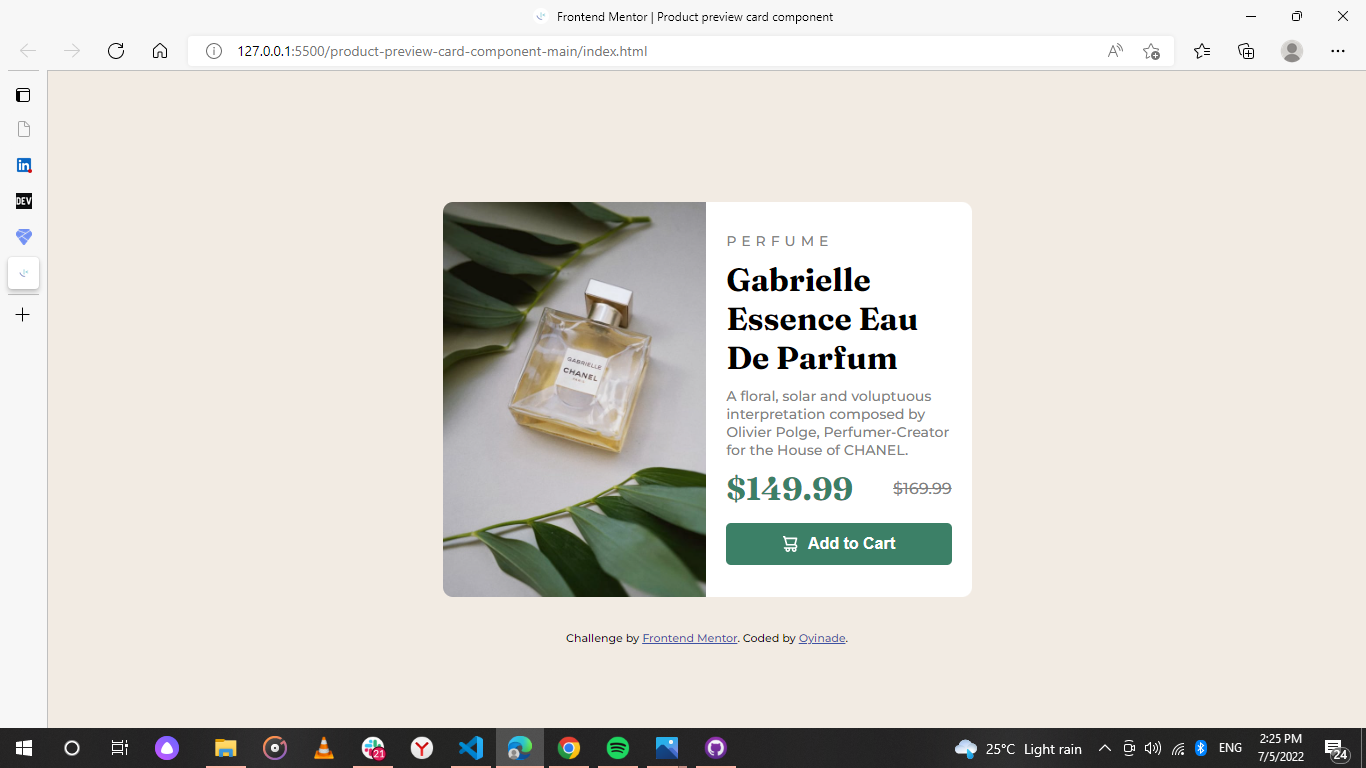 Frontend Mentor | Product preview card component
127.0.0.1:5500/product-preview-card-component-main/index.html
DEV
PERFUME
Gabrielle
Essence Eau
De Parfum
A floral, solar and voluptuous
interpretation composed by
Olivier Polge, Perfumer-Creator
for the House of CHANEL.
$149.99 $169.99
Add to Cart
GABRIELLE
CHANEL
PARIS
Challenge by Frontend Mentor. Coded by Oyinade.
21
25°C Light rain
ENG
2:25 PM
7/5/2022
24